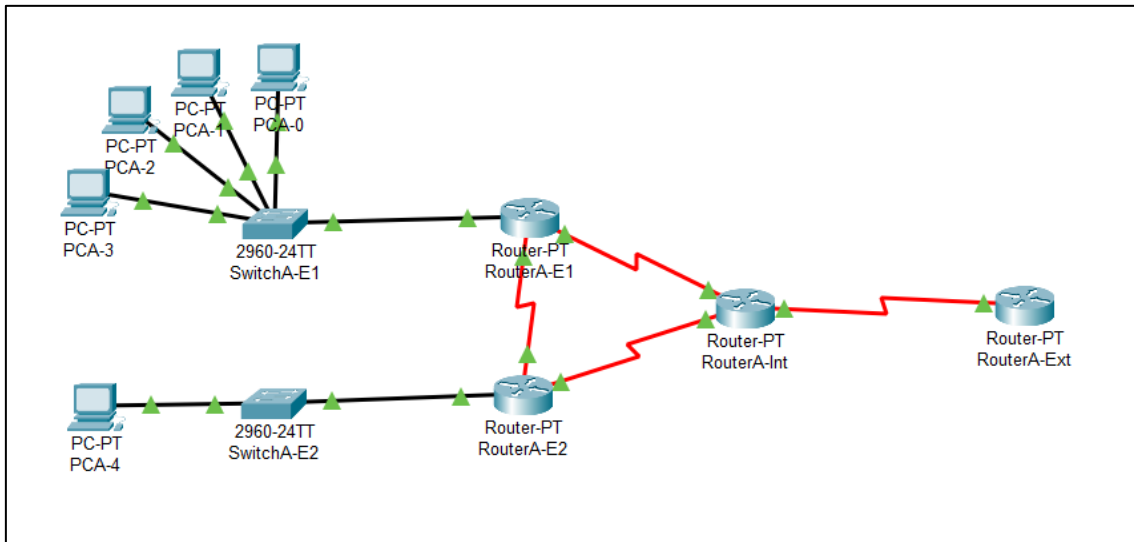 PC-PT
PCA-0
PC-PT
PCA-1
PC-PT
PCA-2
PC-PT
PCA-3
2960-24TT
SwitchA-E1
Router-PT
RouterA-E1
Router-PT
RouterA-Int
Router-PT
RouterA-Ext
PC-PT
PCA-4
2960-24TT
SwitchA-E2
Router-PT
RouterA-E2